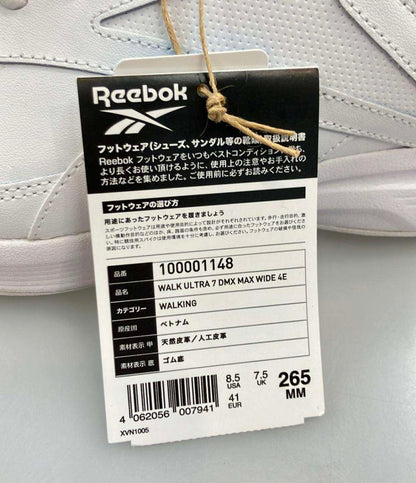 Reebok
フットウェア(シューズ、サンダル等の靴類)取扱説明書
Reebok フットウェアをいつもベストコンディションで
より長くお使い頂けるように、使用上の注意やお手入れの
方法などを集めました。ご使用前に必ずお読みください。
フットウェアの選び方
用途にあったフットウェアを履きましょう
品番 100001148
品名 WALK ULTRA 7 DMX MAX WIDE 4E
カテゴリー WALKING
原産国 ベトナム
素材表示 甲 天然皮革/人工皮革
素材表示 底 ゴム底
8.5 USA 7.5 UK 265 MM
41 EUR
4 062056 007941
XVN1005